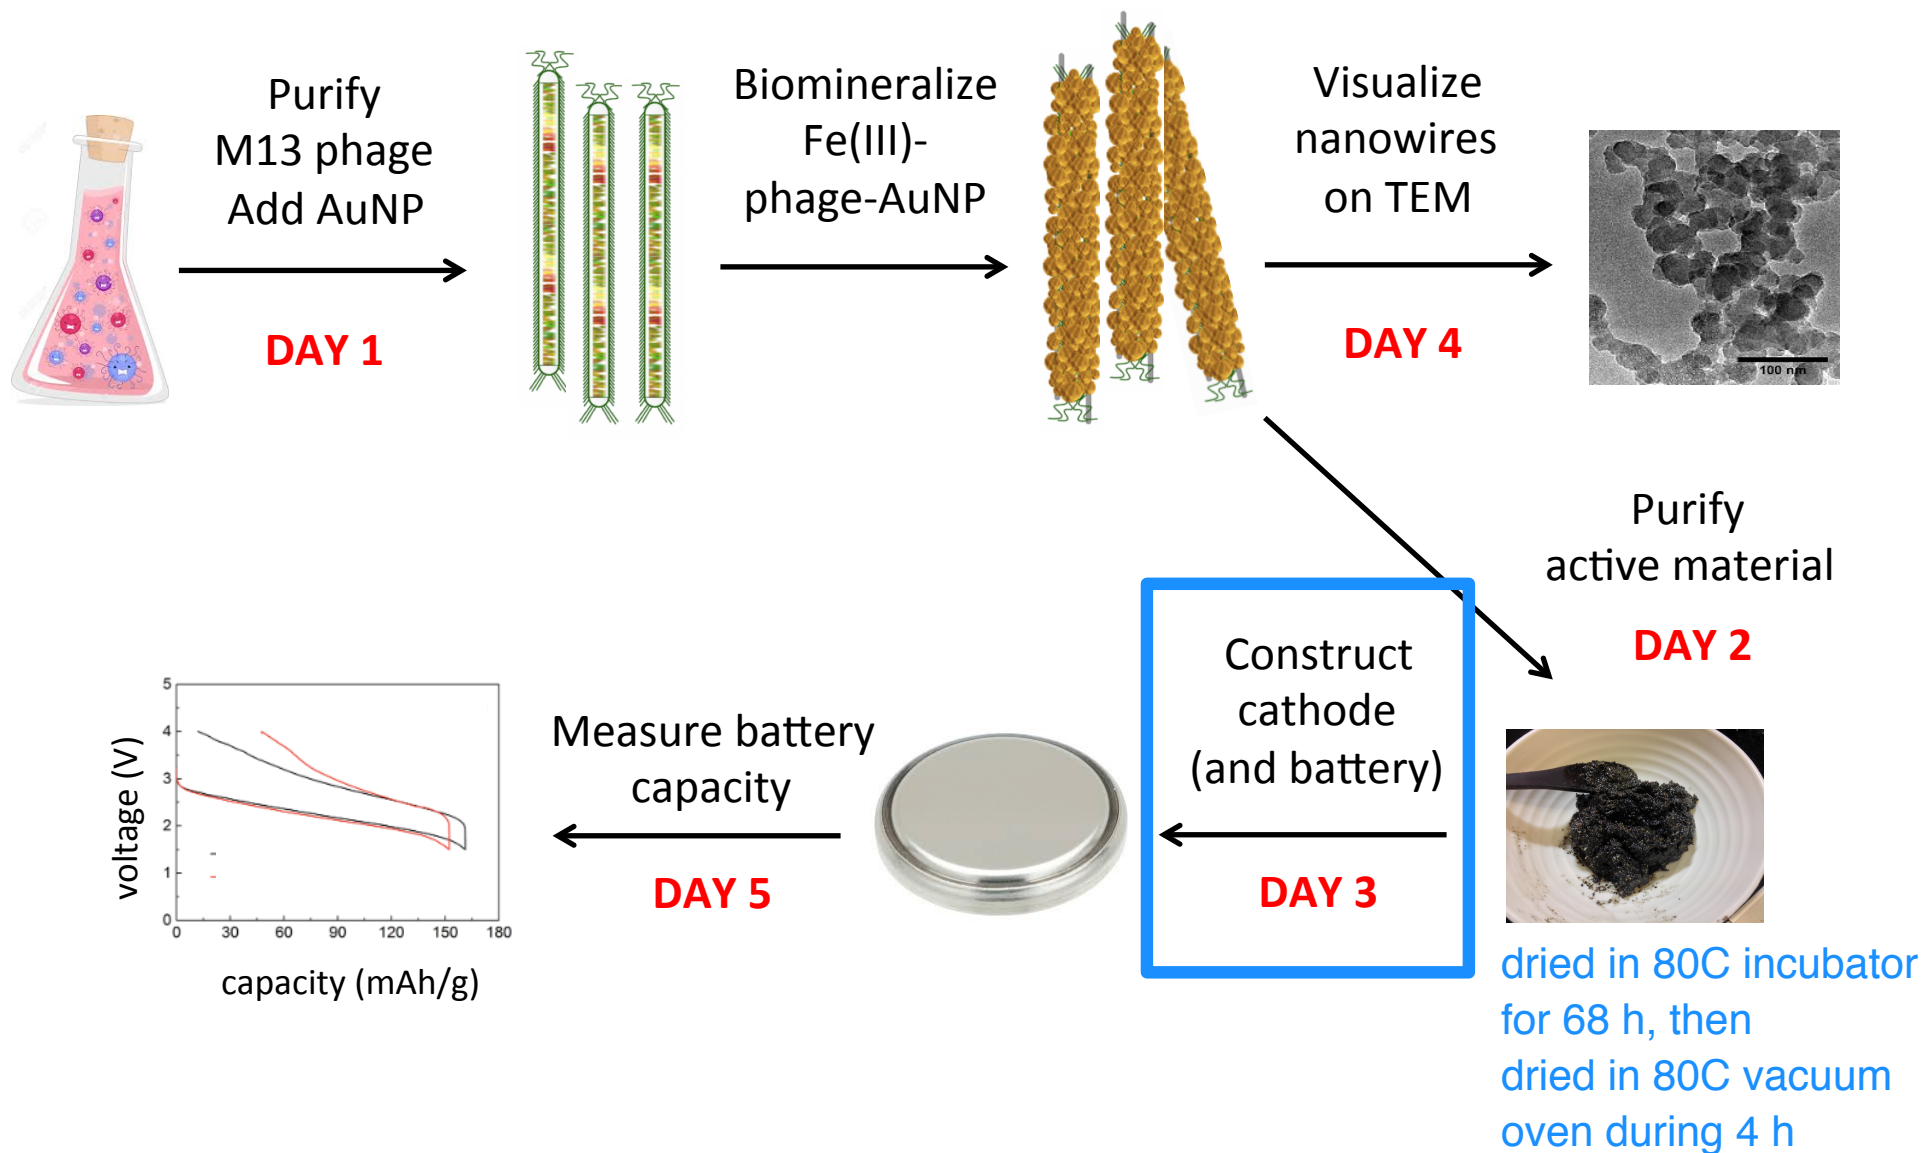 Purify
M13 phage
Add AuNP
DAY 1
Biomineralize
Fe(III)-
phage-AuNP
Visualize
nanowires
on TEM
DAY 4
100 nm
Purify
active material
DAY 2
Construct
cathode
(and battery)
DAY 3
Measure battery
capacity
DAY 5
voltage (V)
5
4
3
2
1
0
0 30 60 90 120 150 180
capacity (mAh/g)
dried in 80C incubator
for 68 h, then
dried in 80C vacuum
oven during 4 h